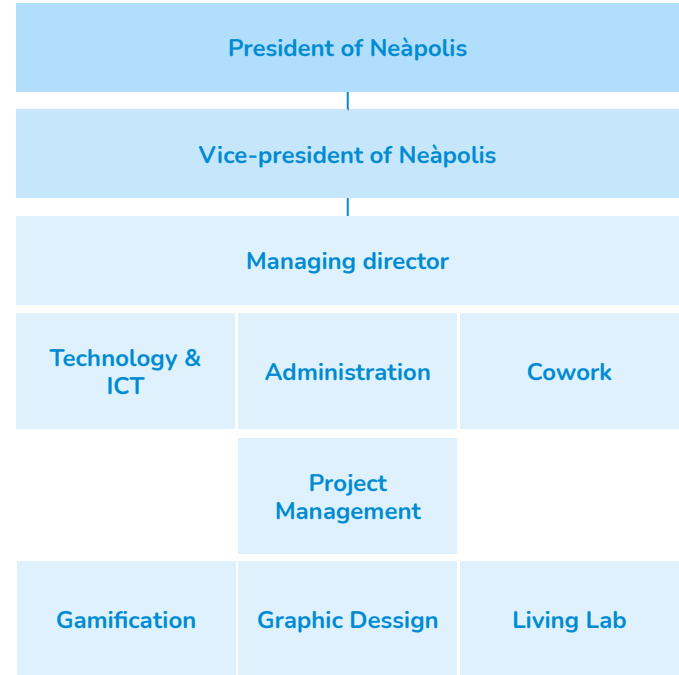 President of Neàpolis
Vice-president of Neàpolis
Managing director
Technology &
ICT
Administration
Cowork
Project
Management
Gamification
Graphic Dessign
Living Lab